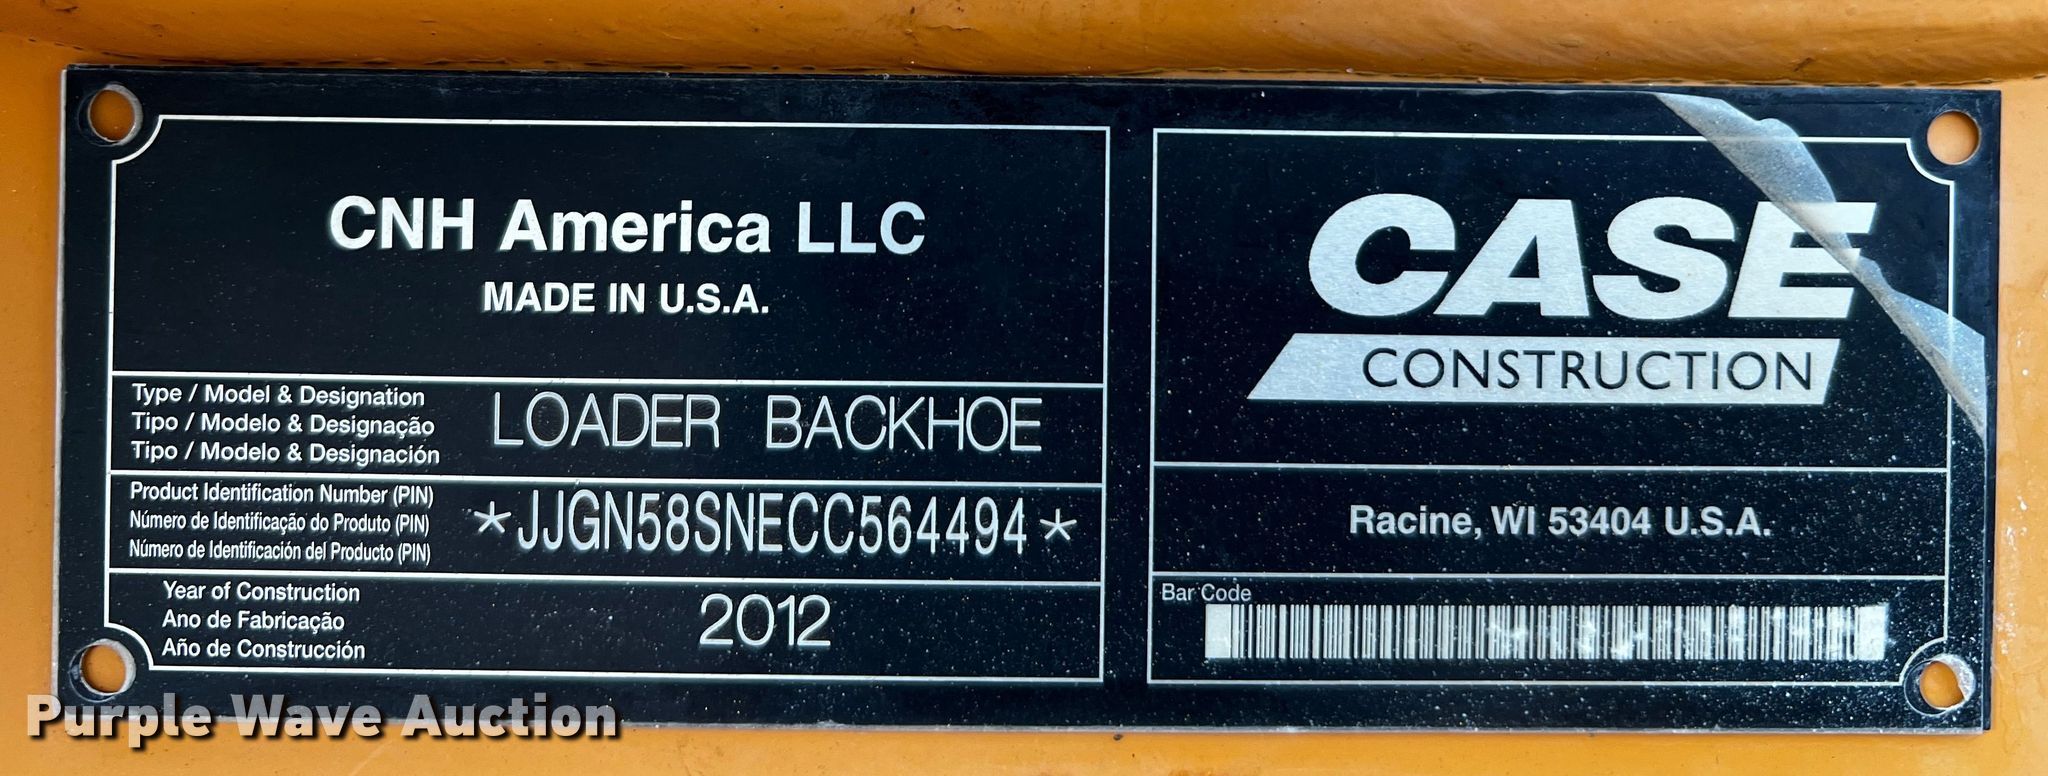 CNH America LLC
MADE IN U.S.A.
Type / Model & Designation
Tipo / Modelo & Designação
Tipo / Modelo & Designación
LOADER BACKHOE
Product Identification Number (PIN)
Número de Identificação do Produto (PIN)
Número de Identificación del Producto (PIN)
*JJGN58SNECC564494*
Year of Construction
Ano de Fabricação
Año de Construcción
2012
CASE
CONSTRUCTION
Racine, WI 53404 U.S.A.
Bar Code
Purple Wave Auction